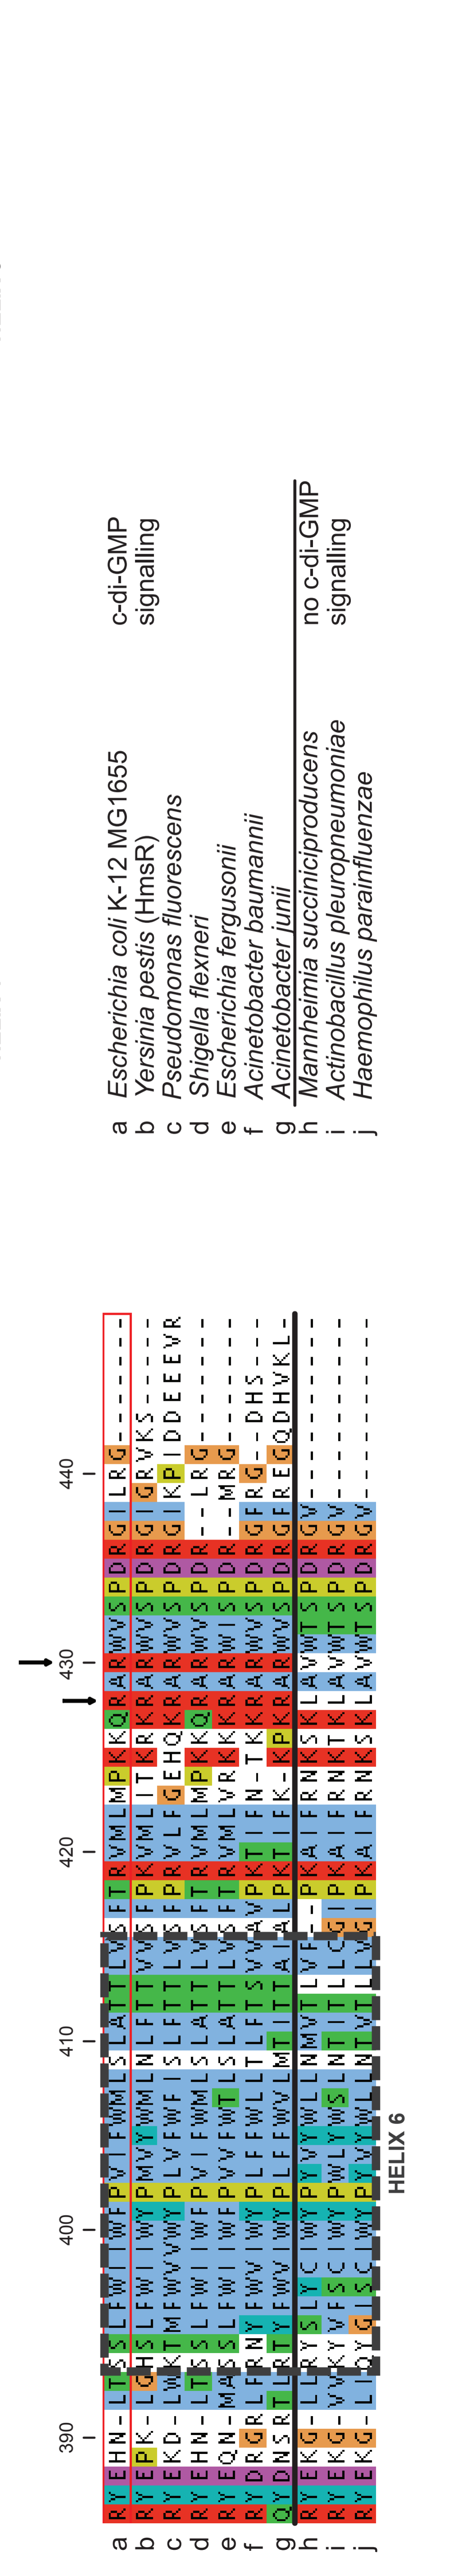 390 400 410 420 430 440
a R Y E H N - L T S S L F W I I W F P V I F W M L S L A T T L V S F T R V M L M P K K Q R A R W V S P D R G I L R G - - - - - - -
b R Y E P K - L G H S L F W I I W Y P M V Y W M L N L F T T V V S F P K V M L I T K R K R A R W V S P D R G I G R V K S - - - - -
c R Y E K D - L W K T M F W V V W Y P L V F W F I S L F T T L V S F P R V L F G E H Q K R A R W V S P D R G I K P I D D E E E V R
d R Y E H N - L T S S L F W I I W F P V I F W M L S L A T T L V S F T R V M L M P K K Q R A R W V S P D R - - L R G - - - - - - -
e R Y E Q N - M A S S L F W I I W F P V V F W T L S L A T T L V S F T R V M L V R K K K R A R W I S P D R - - M R G - - - - - - -
f R Y D R G R L F R N Y F W V I W Y P L F F W L L T L F T S V V A V P K T I F N - T K K R A R W V S P D R G F R G - - D H S - - -
g Q Y D N S R T L R T Y F W V V W Y P L F F W V L M T I T T A I A L P K T I F K - K P K R A R W V S P D R G F R E G Q D H V K L -
h R Y E K G - L L R Y S L Y C I W Y P Y V Y W L L N M V T L V F - - P K A I F R N K S K L A V W T S P D R G V - - - - - - - - - -
i R Y E K G - V V K Y V F S C I W Y P W L Y W S L N T I T L L C G I P K A I F R N K T K L A V W T S P D R G V - - - - - - - - - -
j R Y E K G - L I Q Y G I S C I W Y P Y V Y W L L N T V T L L V G P P K A I F R N K S K L A V W T S P D R G V - - - - - - - - - -
HELIX 6
a Escherichia coli K-12 MG1655 c-di-GMP
b Yersinia pestis (HmsR) signalling
c Pseudomonas fluorescens
d Shigella flexneri
e Escherichia fergusonii
f Acinetobacter baumannii
g Acinetobacter junii
h Mannheimia succiniciproducens no c-di-GMP
i Actinobacillus pleuropneumoniae signalling
j Haemophilus parainfluenzae